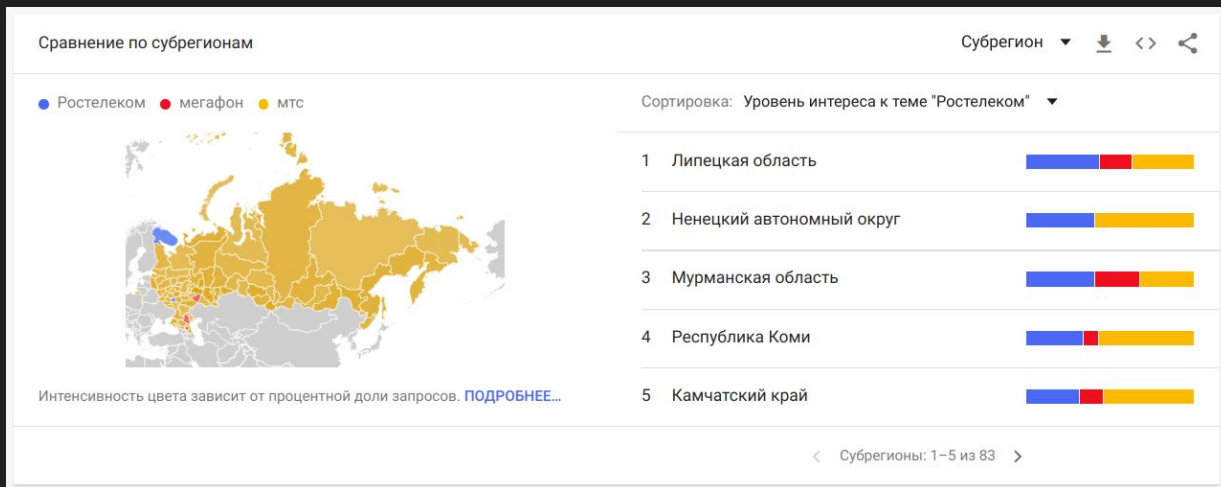 Сравнение по субрегионам
Субрегион
Ростелеком мегафон мтс
Сортировка: Уровень интереса к теме "Ростелеком"
1 Липецкая область
2 Ненецкий автономный округ
3 Мурманская область
4 Республика Коми
5 Камчатский край
Интенсивность цвета зависит от процентной доли запросов. ПОДРОБНЕЕ...
Субрегионы: 1–5 из 83